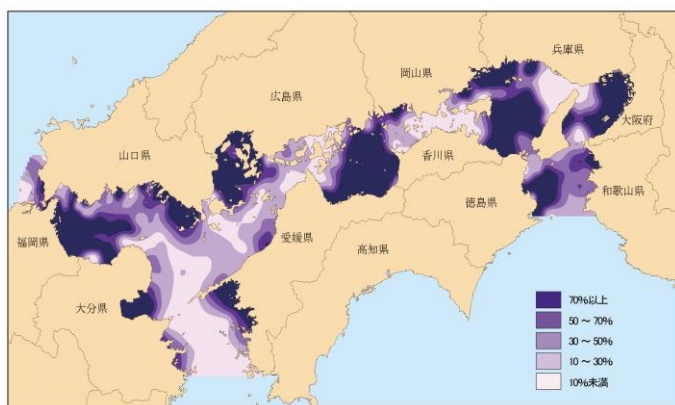 兵庫県
岡山県
広島県
大阪府
山口県
香川県
和歌山県
徳島県
愛媛県
福岡県
高知県
大分県
70%以上
50～70%
30～50%
10～30%
10%未満